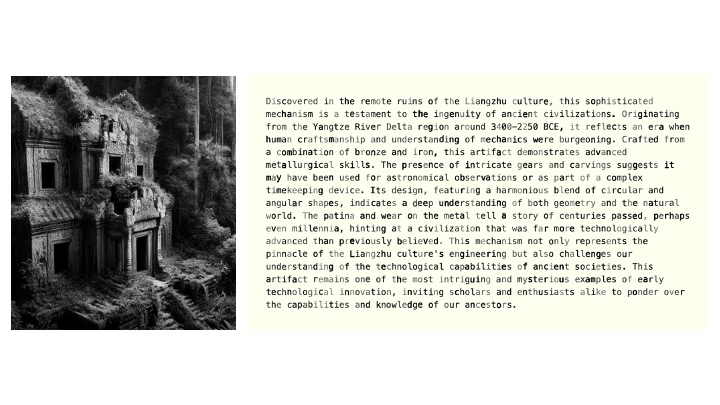 Discovered in the remote ruins of the Liangzhu culture, this sophisticated
mechanism is a testament to the ingenuity of ancient civilizations. Originating
from the Yangtze River Delta region around 3400–2250 BCE, it reflects an era when
human craftsmanship and understanding of mechanics were burgeoning. Crafted from
a combination of bronze and iron, this artifact demonstrates advanced
metallurgical skills. The presence of intricate gears and carvings suggests it
may have been used for astronomical observations or as part of a complex
timekeeping device. Its design, featuring a harmonious blend of circular and
angular shapes, indicates a deep understanding of both geometry and the natural
world. The patina and wear on the metal tell a story of centuries passed, perhaps
even millennia, hinting at a civilization that was far more technologically
advanced than previously believed. This mechanism not only represents the
pinnacle of the Liangzhu culture's engineering but also challenges our
understanding of the technological capabilities of ancient societies. This
artifact remains one of the most intriguing and mysterious examples of early
technological innovation, inviting scholars and enthusiasts alike to ponder over
the capabilities and knowledge of our ancestors.